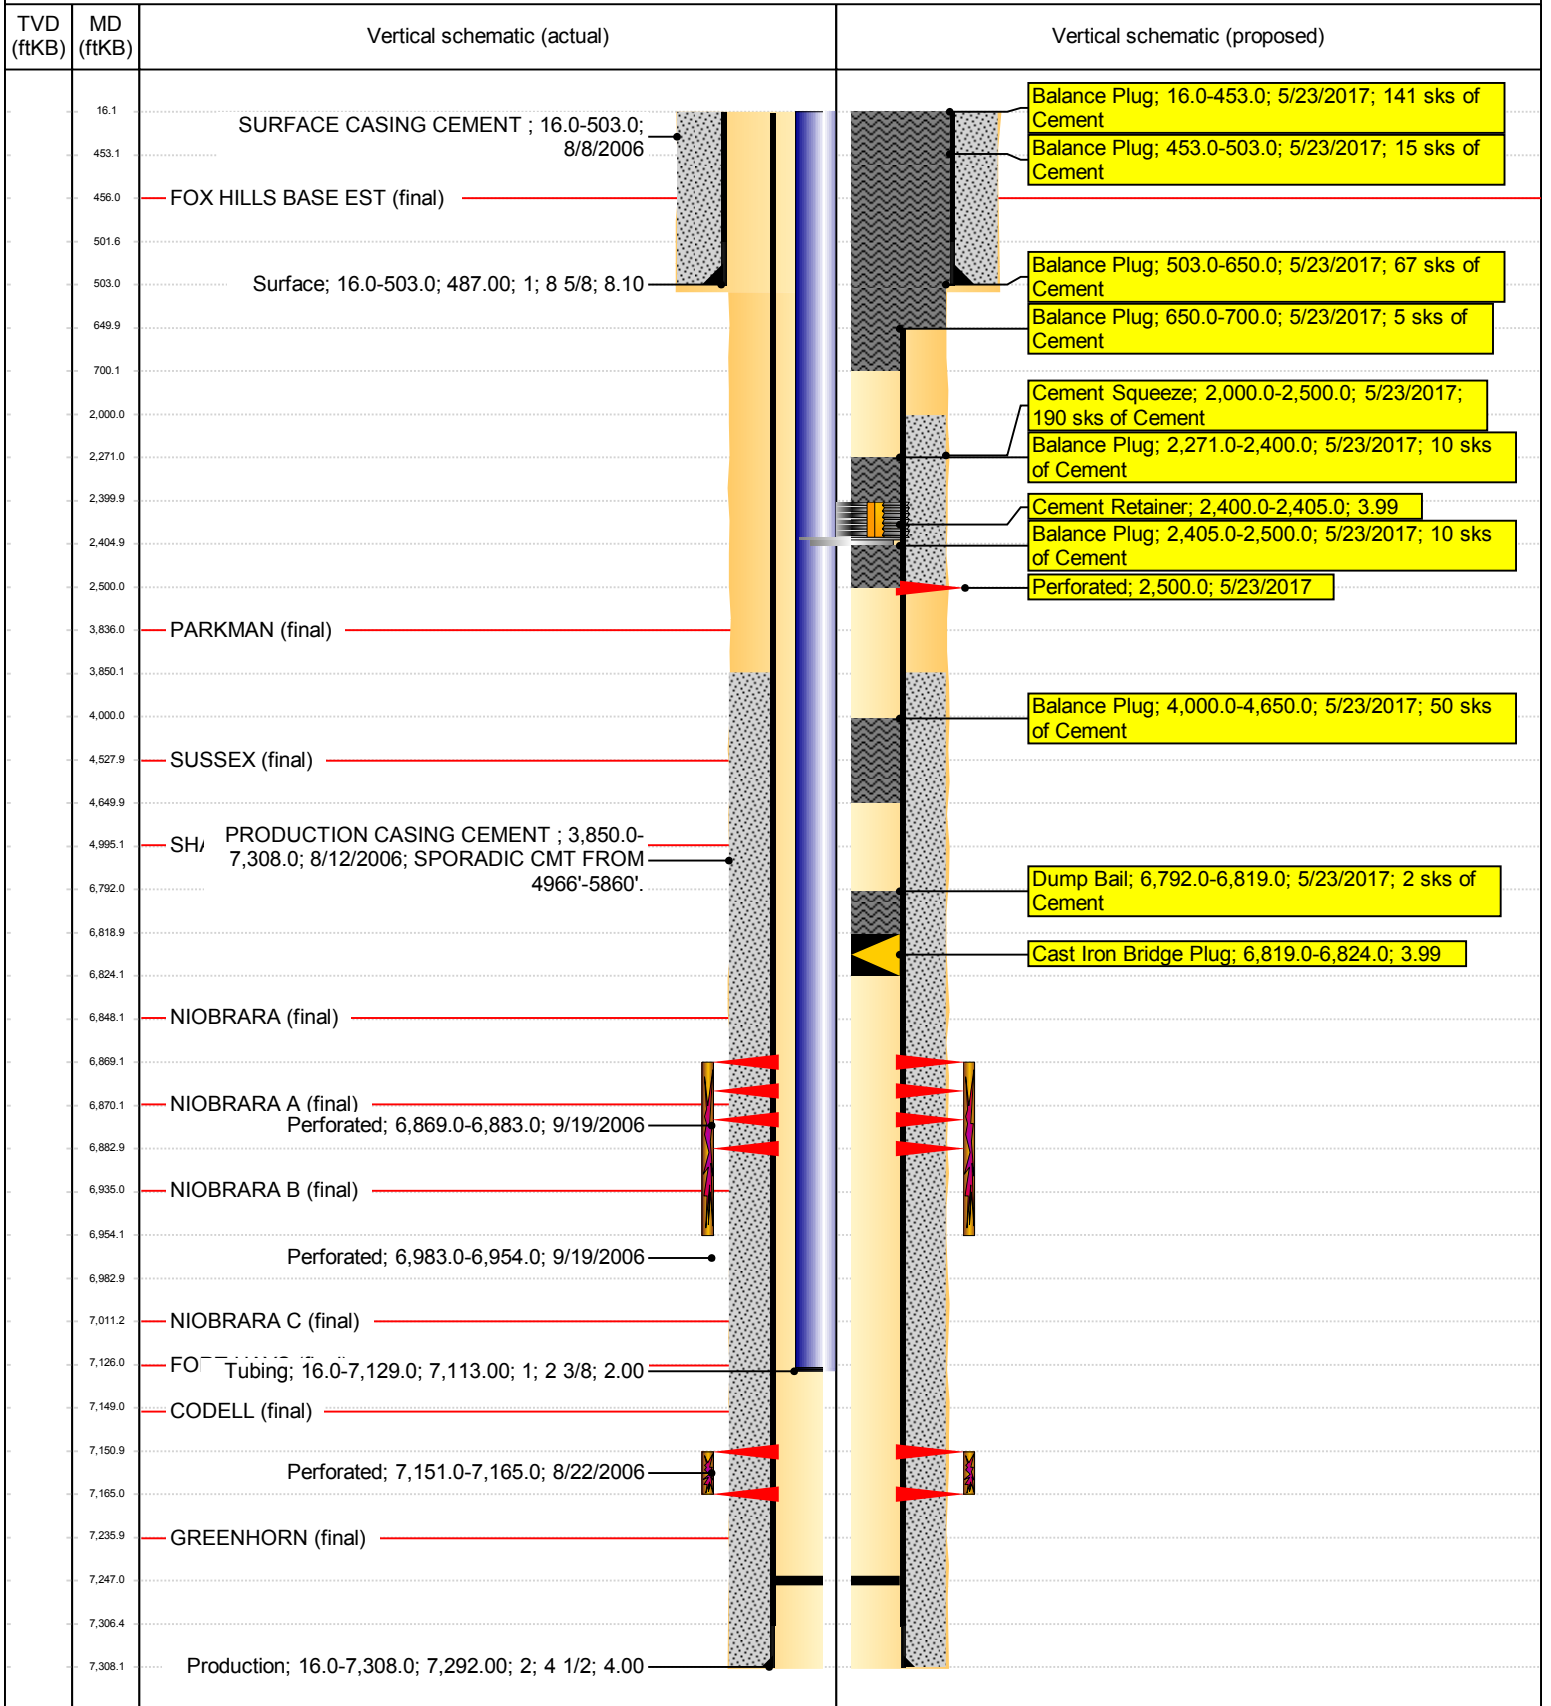 TVD
(ftKB)
MD
(ftKB)
Vertical schematic (actual)
Vertical schematic (proposed)
16.1
453.1
456.0
501.6
503.0
649.9
700.1
2,000.0
2,271.0
2,399.9
2,404.9
2,500.0
3,836.0
3,850.1
4,000.0
4,527.9
4,649.9
4,995.1
6,792.0
6,818.9
6,824.1
6,848.1
6,869.1
6,870.1
6,882.9
6,935.0
6,954.1
6,982.9
7,011.2
7,126.0
7,149.0
7,150.9
7,165.0
7,235.9
7,247.0
7,306.4
7,308.1
SURFACE CASING CEMENT ; 16.0-503.0;
8/8/2006
FOX HILLS BASE EST (final)
Surface; 16.0-503.0; 487.00; 1; 8 5/8; 8.10
PARKMAN (final)
SUSSEX (final)
PRODUCTION CASING CEMENT ; 3,850.0-
7,308.0; 8/12/2006; SPORADIC CMT FROM
4966'-5860'.
NIOBRARA (final)
NIOBRARA A (final)
Perforated; 6,869.0-6,883.0; 9/19/2006
NIOBRARA B (final)
Perforated; 6,983.0-6,954.0; 9/19/2006
NIOBRARA C (final)
Tubing; 16.0-7,129.0; 7,113.00; 1; 2 3/8; 2.00
CODELL (final)
Perforated; 7,151.0-7,165.0; 8/22/2006
GREENHORN (final)
Production; 16.0-7,308.0; 7,292.00; 2; 4 1/2; 4.00
Balance Plug; 16.0-453.0; 5/23/2017; 141 sks of
Cement
Balance Plug; 453.0-503.0; 5/23/2017; 15 sks of
Cement
Balance Plug; 503.0-650.0; 5/23/2017; 67 sks of
Cement
Balance Plug; 650.0-700.0; 5/23/2017; 5 sks of
Cement
Cement Squeeze; 2,000.0-2,500.0; 5/23/2017;
190 sks of Cement
Balance Plug; 2,271.0-2,400.0; 5/23/2017; 10 sks
of Cement
Cement Retainer; 2,400.0-2,405.0; 3.99
Balance Plug; 2,405.0-2,500.0; 5/23/2017; 10 sks
of Cement
Perforated; 2,500.0; 5/23/2017
Balance Plug; 4,000.0-4,650.0; 5/23/2017; 50 sks
of Cement
Dump Bail; 6,792.0-6,819.0; 5/23/2017; 2 sks of
Cement
Cast Iron Bridge Plug; 6,819.0-6,824.0; 3.99